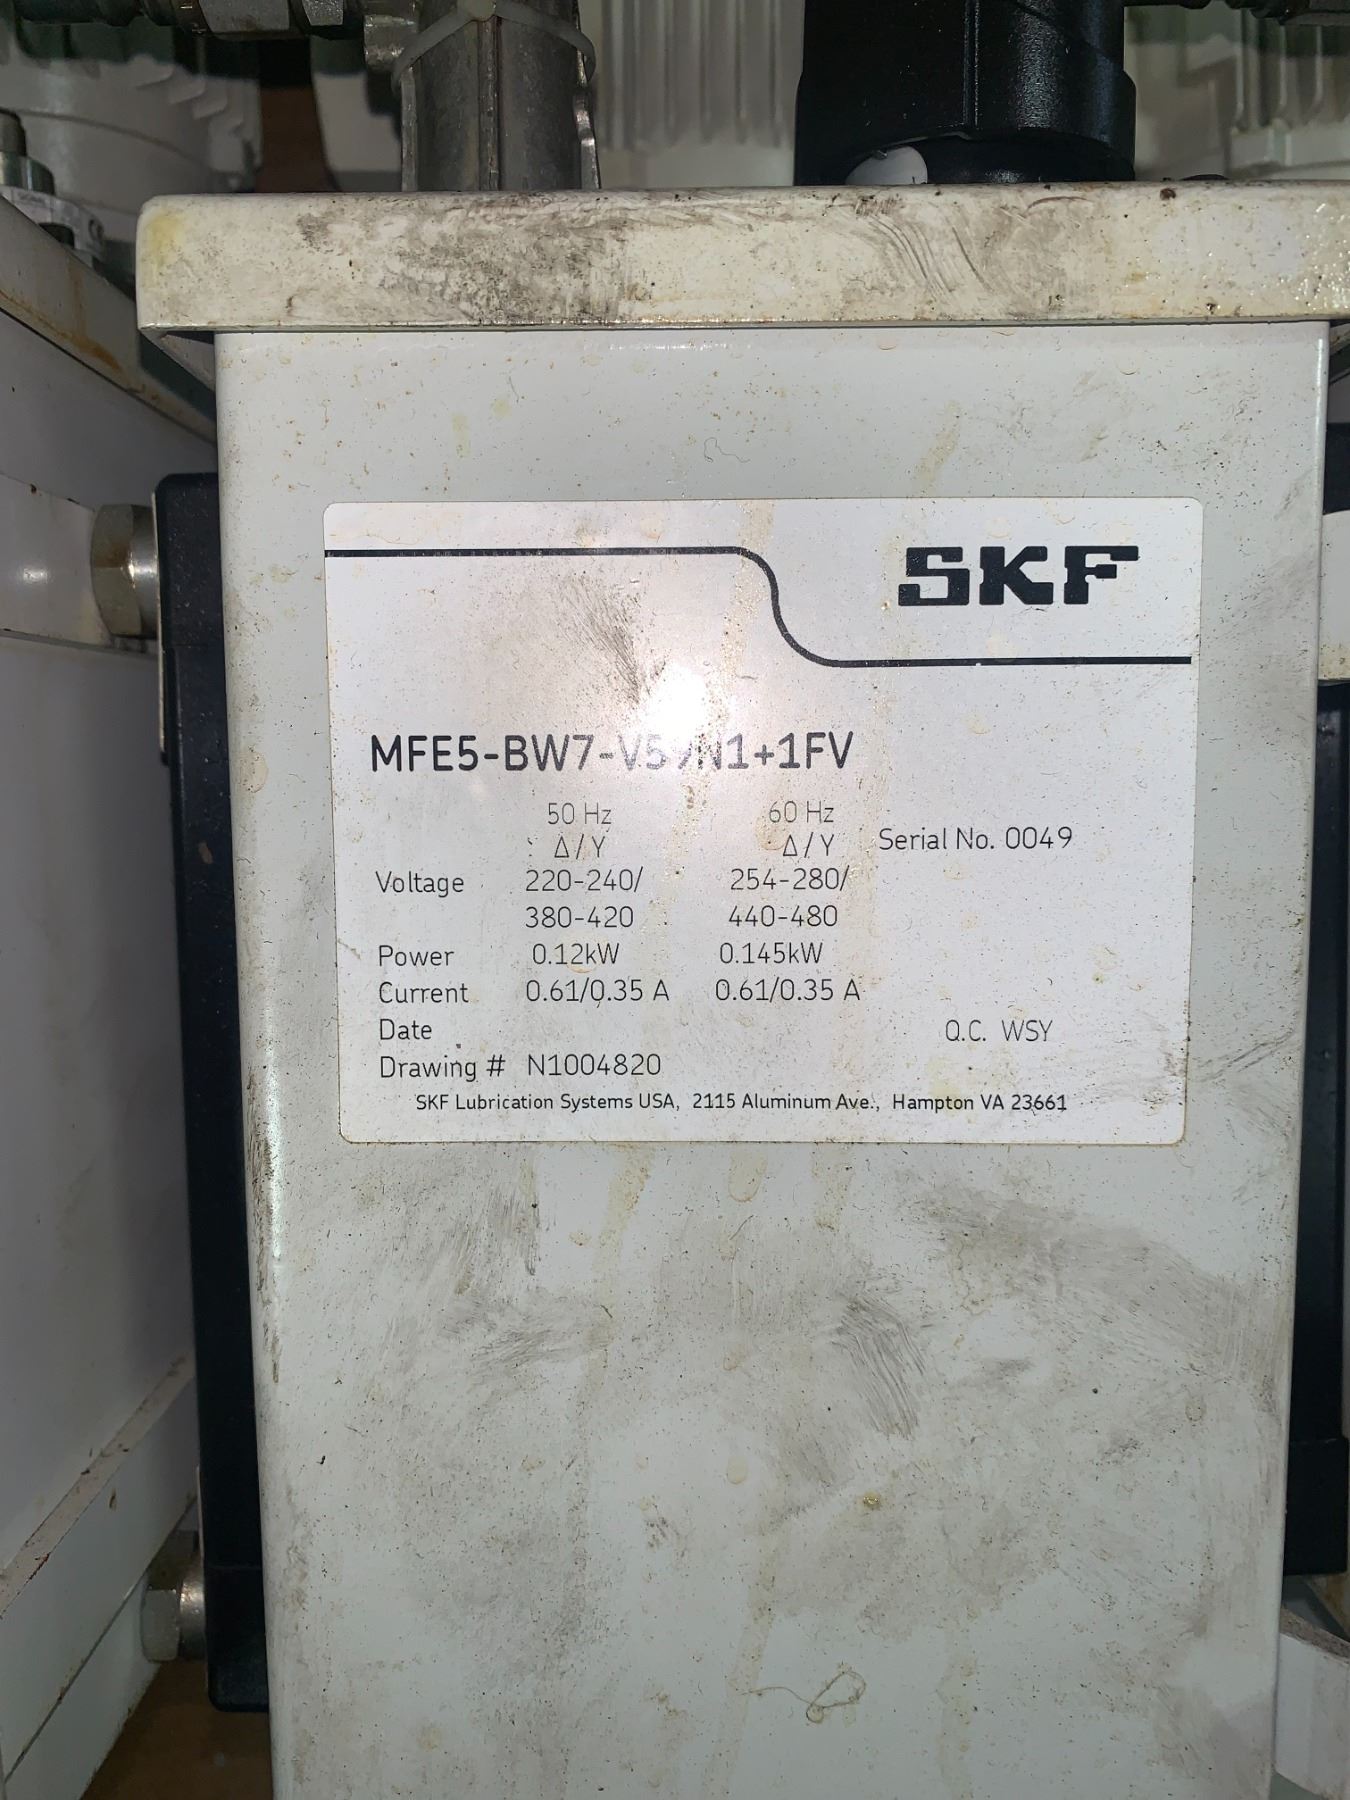 SKF
MFE5-BW7-V59N1+1FV
50 Hz 60 Hz
: Δ/Y Δ/Y Serial No. 0049
Voltage 220-240/ 254-280/
380-420 440-480
Power 0.12kW 0.145kW
Current 0.61/0.35 A 0.61/0.35 A
Date Q.C. WSY
Drawing # N1004820
SKF Lubrication Systems USA, 2115 Aluminum Ave., Hampton VA 23661